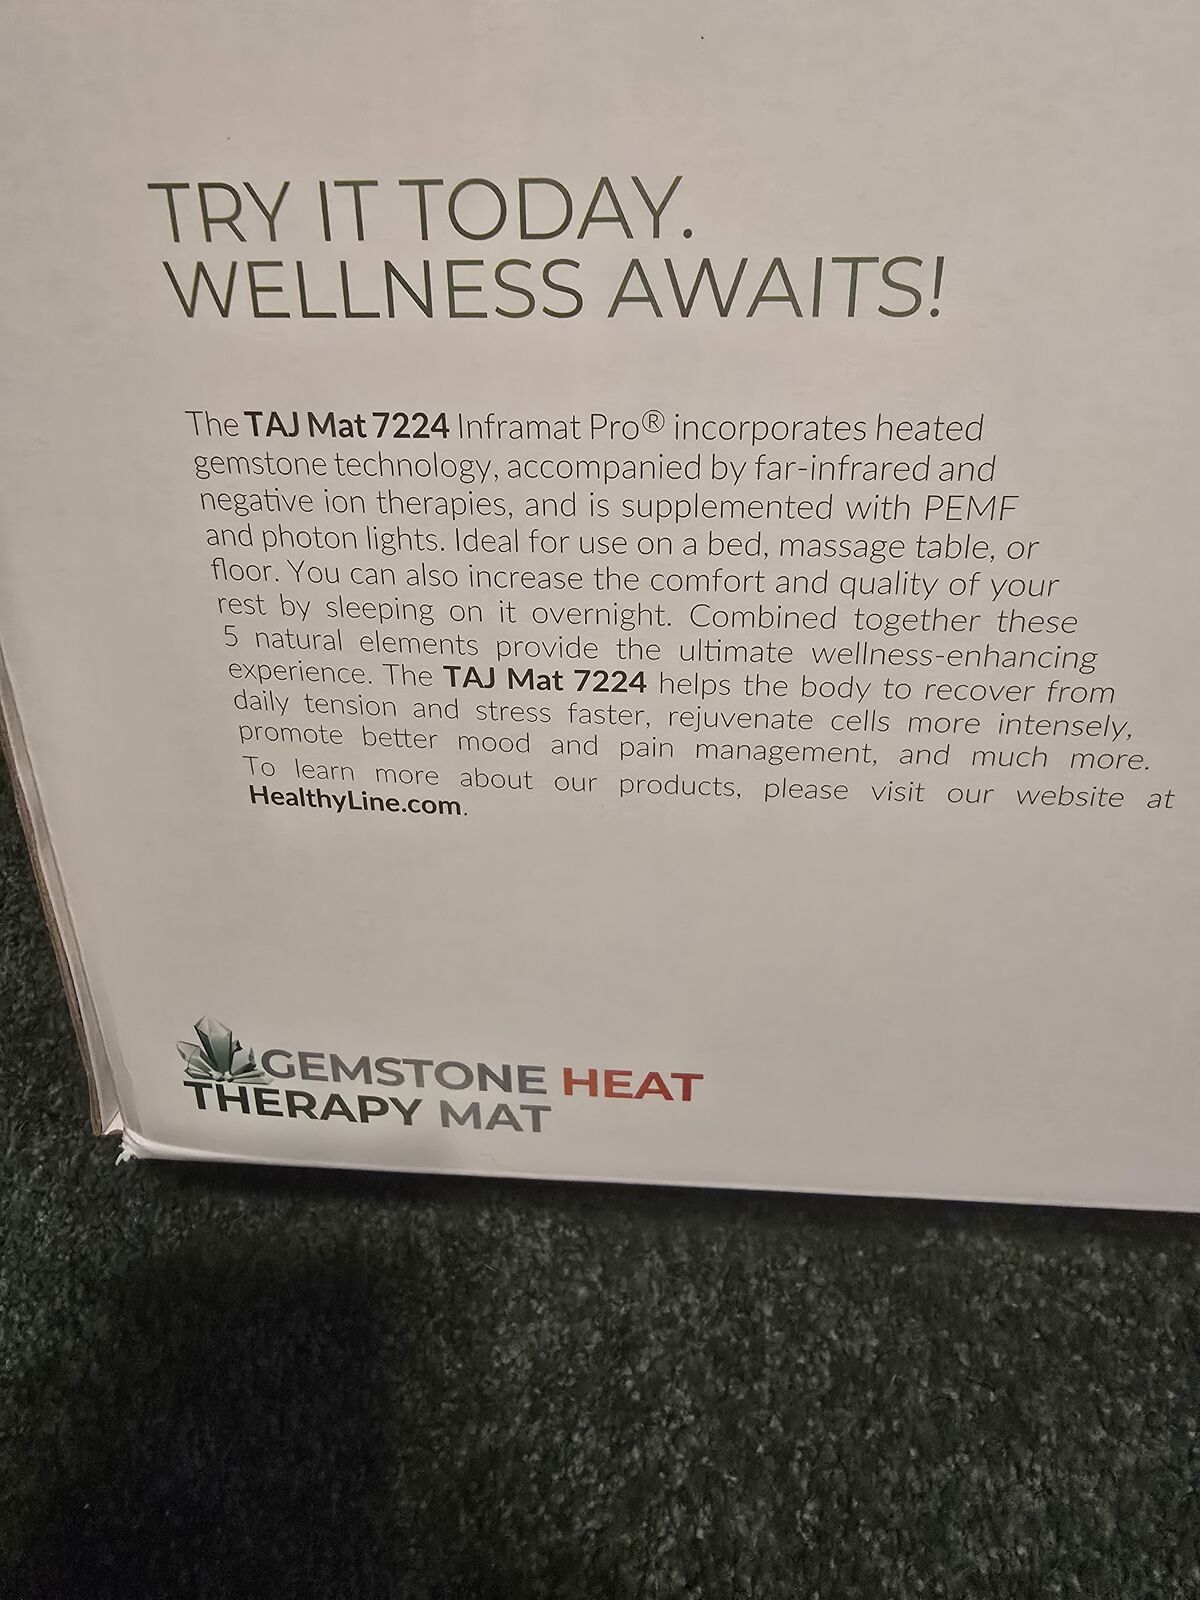 TRY IT TODAY.
WELLNESS AWAITS!
The TAJ Mat 7224 Inframat Pro® incorporates heated
gemstone technology, accompanied by far-infrared and
negative ion therapies, and is supplemented with PEMF
and photon lights. Ideal for use on a bed, massage table, or
floor. You can also increase the comfort and quality of your
rest by sleeping on it overnight. Combined together these
5 natural elements provide the ultimate wellness-enhancing
experience. The TAJ Mat 7224 helps the body to recover from
daily tension and stress faster, rejuvenate cells more intensely,
promote better mood and pain management, and much more.
To learn more about our products, please visit our website at
HealthyLine.com.
GEMSTONE HEAT
THERAPY MAT